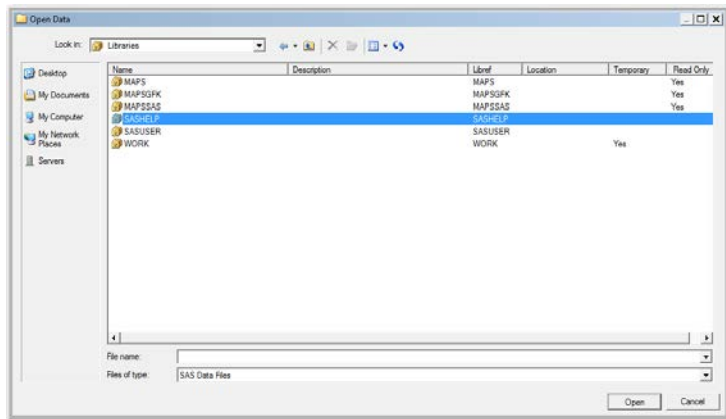 Open Data
Look in: Libraries
Desktop
My Documents
My Computer
My Network
Places
Servers
Name Description Libref Location Temporary Read Only
MAPS MAPS Yes
MAPSGFK MAPSGFK Yes
MAPSSAS MAPSSAS Yes
SASHELP SASHELP
SASUSER SASUSER
WORK WORK Yes
File name:
Files of type: SAS Data Files
Open Cancel